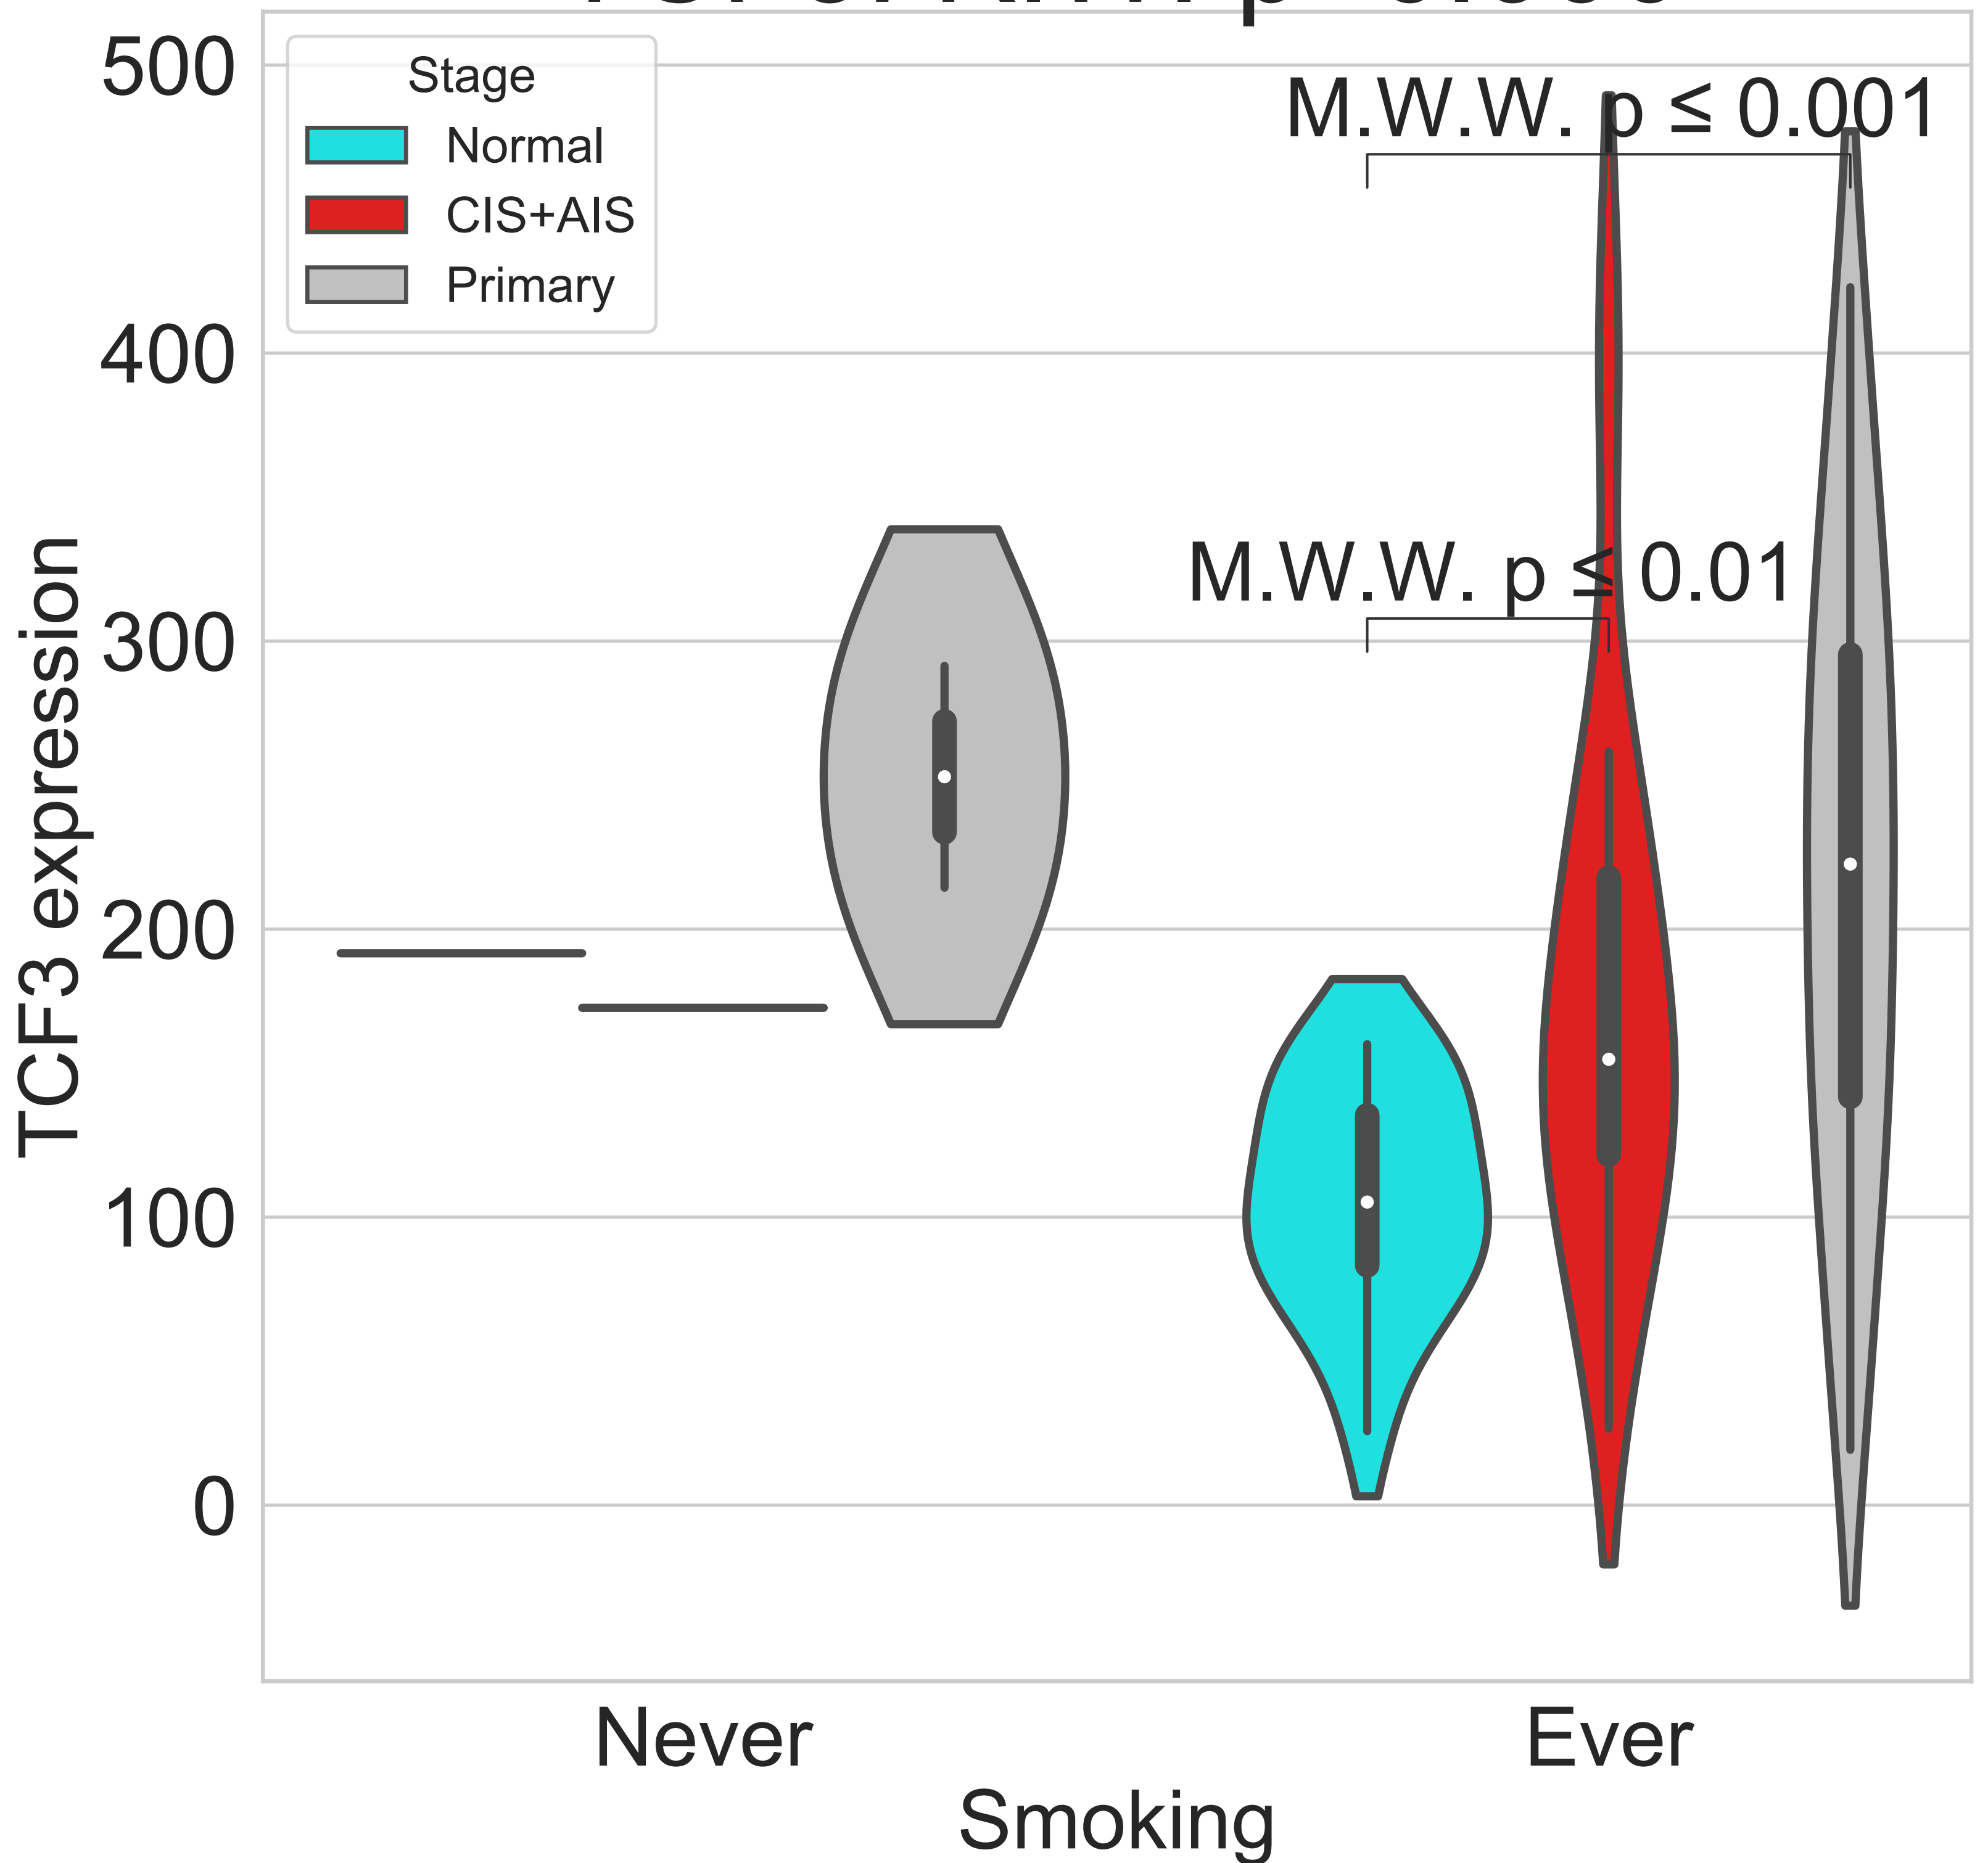 500
400
300
200
100
0
TCF3 expression
Stage
Normal
CIS+AIS
Primary
M.W.W. p ≤ 0.001
M.W.W. p ≤ 0.01
Never
Ever
Smoking